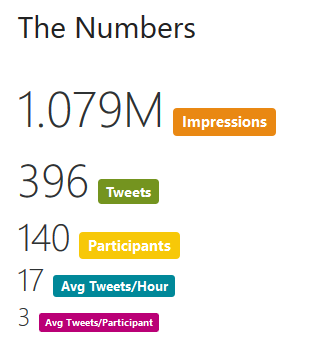 The Numbers
1.079M Impressions
396 Tweets
140 Participants
17 Avg Tweets/Hour
3 Avg Tweets/Participant